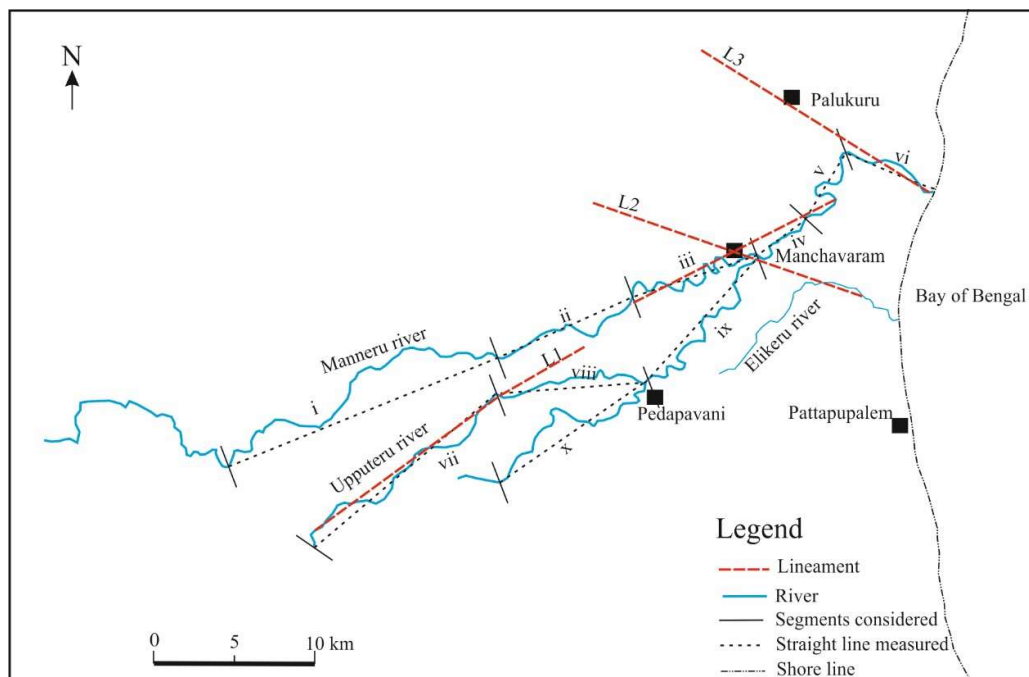 N
L3
Palukuru
vi
v
L2
iv
iii
Manchavaram
Bay of Bengal
ii
ix
Elikeru river
Manneru river
L1
viii
i
Pedapavani
Pattapupalem
Upputeru river
vii
x
Legend
Lineament
River
Segments considered
Straight line measured
Shore line
0 5 10 km